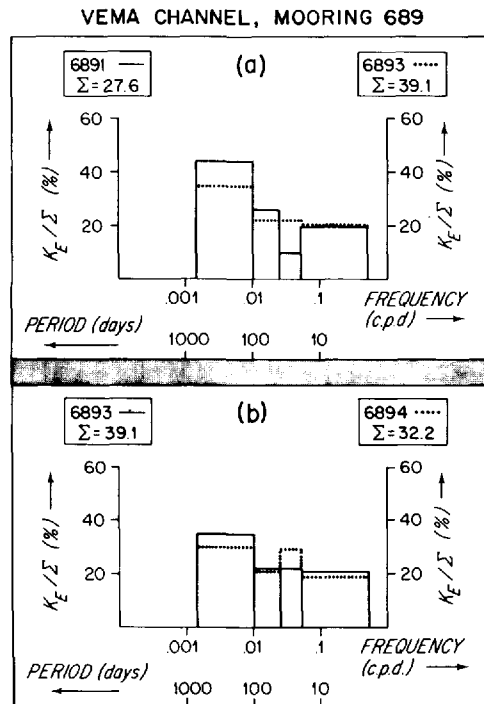 VEMA CHANNEL, MOORING 689
(a)
6891 —
Σ=27.6
6893 ·····
Σ=39.1
K_E/Σ (%) →
60
40
20
60
40
20
K_E/Σ (%) →
.001 .01 .1 FREQUENCY
(c.p.d) →
PERIOD (days) 1000 100 10
←
(b)
6893 —
Σ=39.1
6894 ·····
Σ=32.2
K_E/Σ (%) →
60
40
20
60
40
20
K_E/Σ (%) →
.001 .01 .1 FREQUENCY
(c.p.d) →
PERIOD (days) 1000 100 10
←